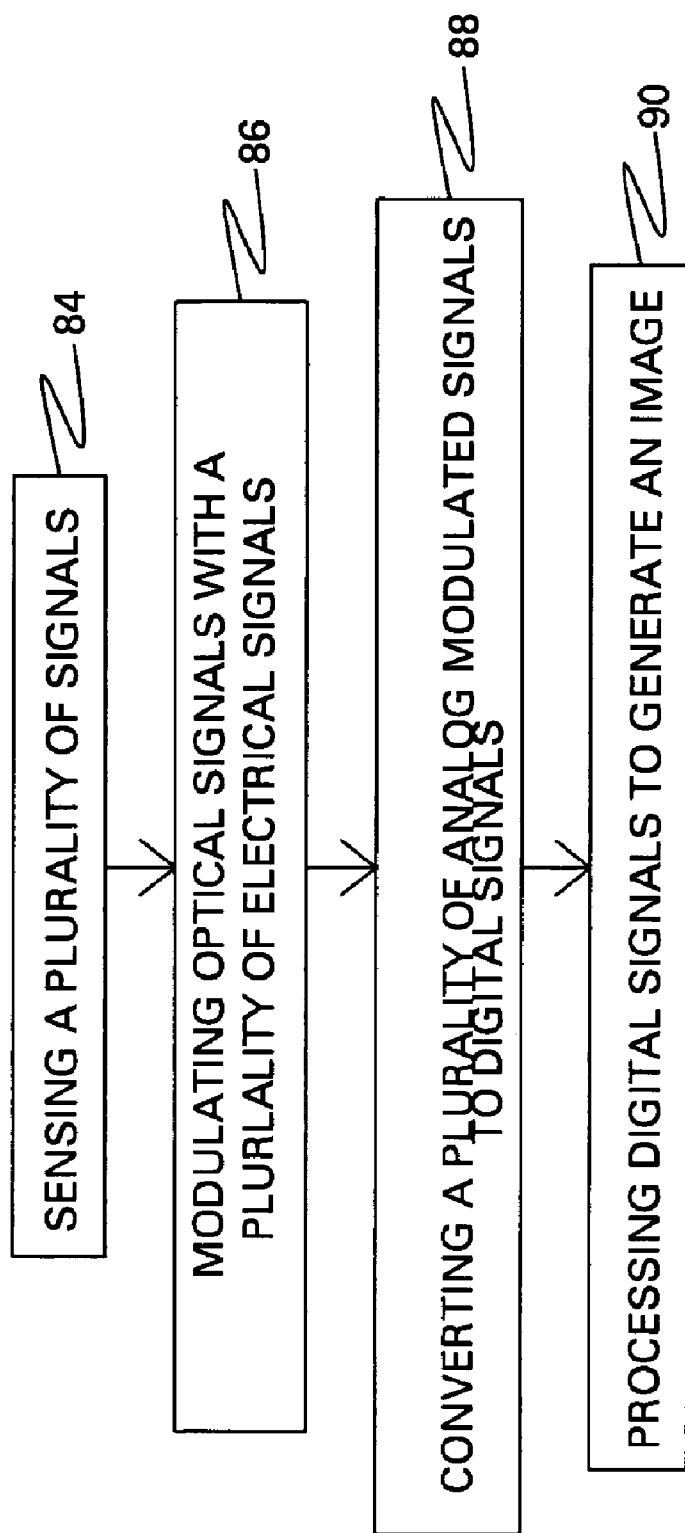 SENSING A PLURALITY OF SIGNALS
84
MODULATING OPTICAL SIGNALS WITH A
PLURLALITY OF ELECTRICAL SIGNALS
86
CONVERTING A PLURALITY OF ANALOG MODULATED SIGNALS
TO DIGITAL SIGNALS
88
PROCESSING DIGITAL SIGNALS TO GENERATE AN IMAGE
90